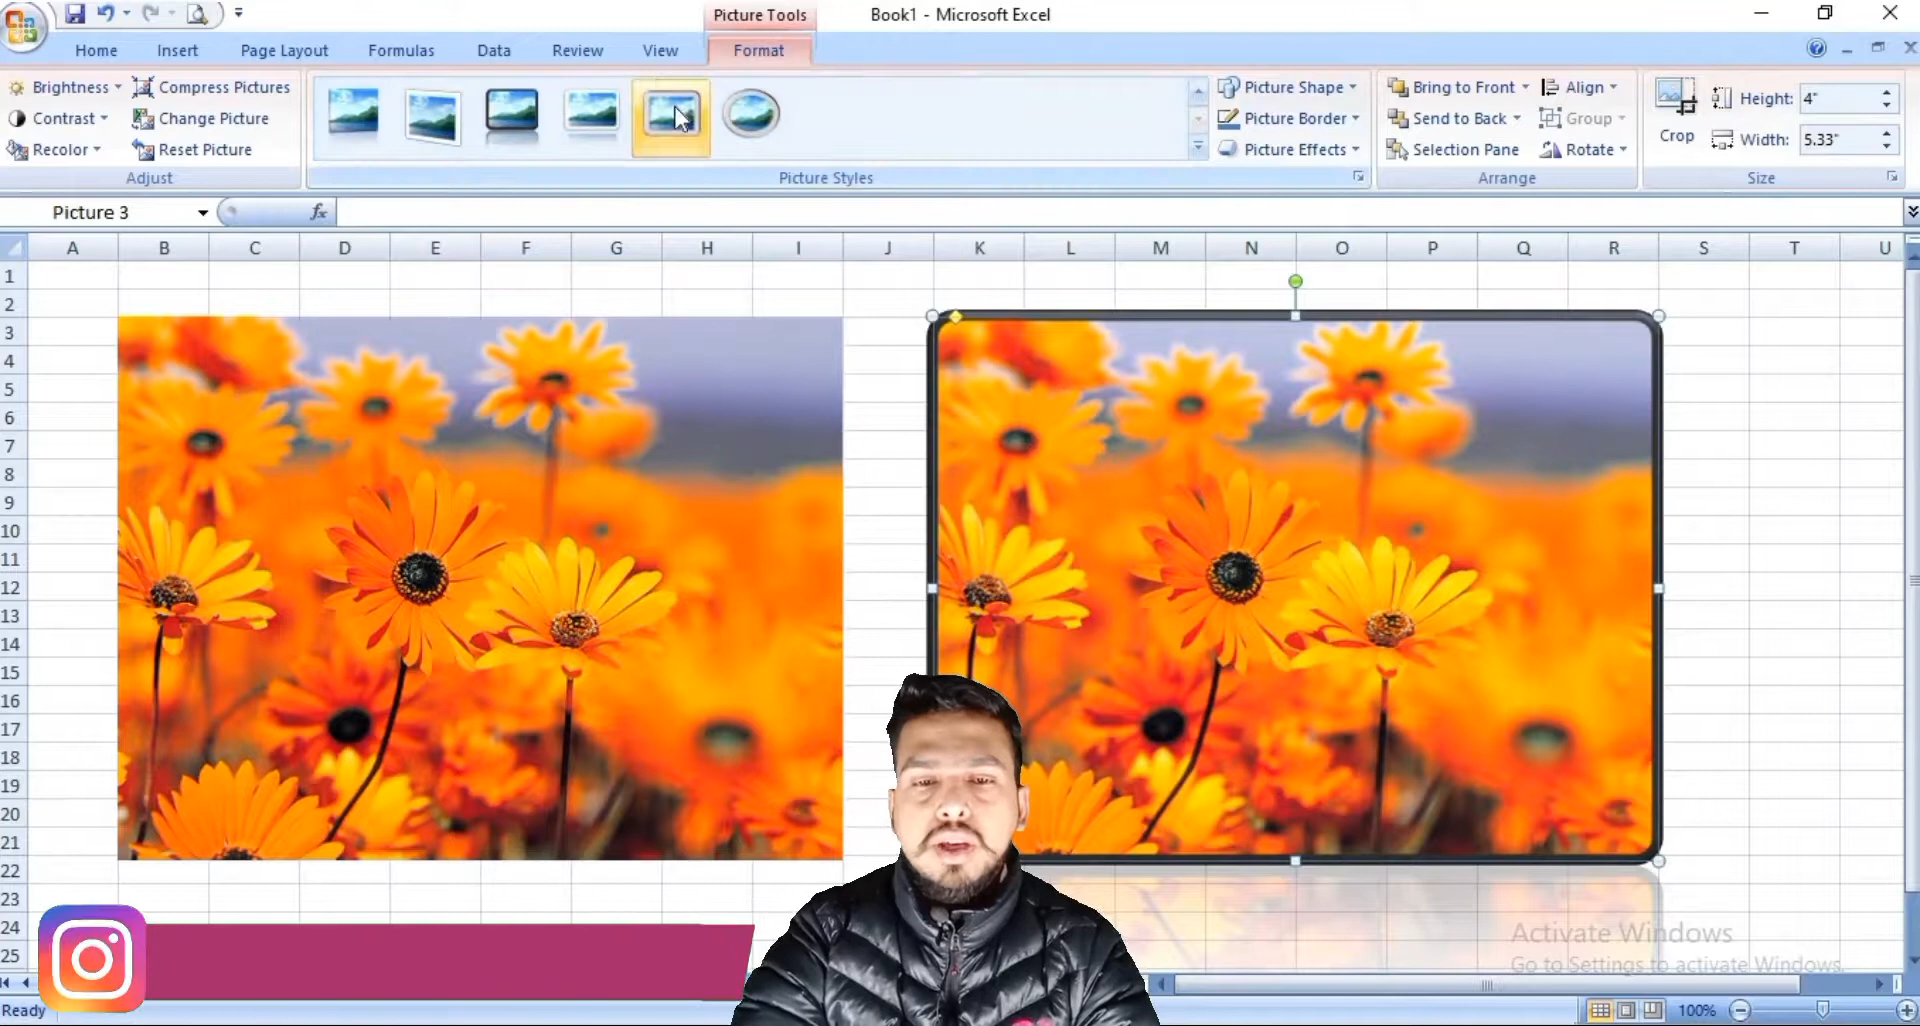 Picture Tools
Book1 - Microsoft Excel
Home Insert Page Layout Formulas Data Review View Format
Brightness Compress Pictures Picture Shape Bring to Front Align Height: 4"
Contrast Change Picture Picture Border Send to Back Group Crop Width: 5.33"
Recolor Reset Picture Picture Effects Selection Pane Rotate
Adjust Picture Styles Arrange Size
Picture 3 fx
A B C D E F G H I J K L M N O P Q R S T U
1
2
3
4
5
6
7
8
9
10
11
12
13
14
15
16
17
18
19
20
21
22
23
24
25
Activate Windows
Go to Settings to activate Windows.
Ready 100%